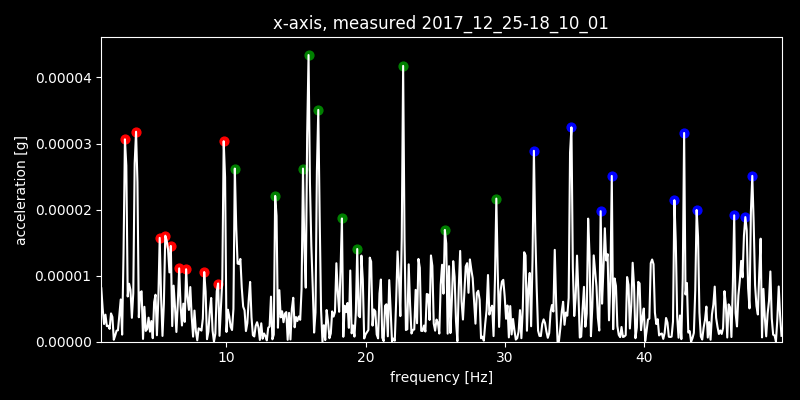 x-axis, measured 2017_12_25-18_10_01
acceleration [g]
0.00004
0.00003
0.00002
0.00001
0.00000
10 20 30 40
frequency [Hz]